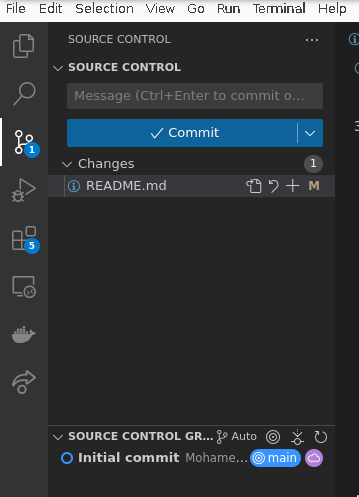 File Edit Selection View Go Run Terminal Help
SOURCE CONTROL
SOURCE CONTROL
Message (Ctrl+Enter to commit o...
Commit
Changes 1
README.md M
1
5
SOURCE CONTROL GR... Auto
Initial commit Mohame... main